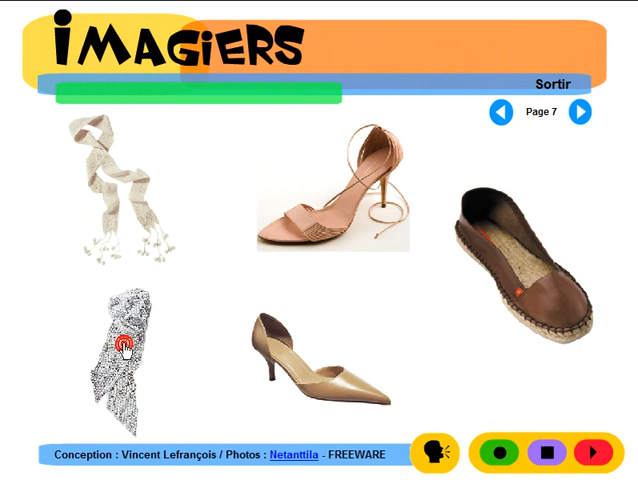 iMAGiERS
Sortir
Page 7
Conception : Vincent Lefrançois / Photos : Netanttila - FREEWARE